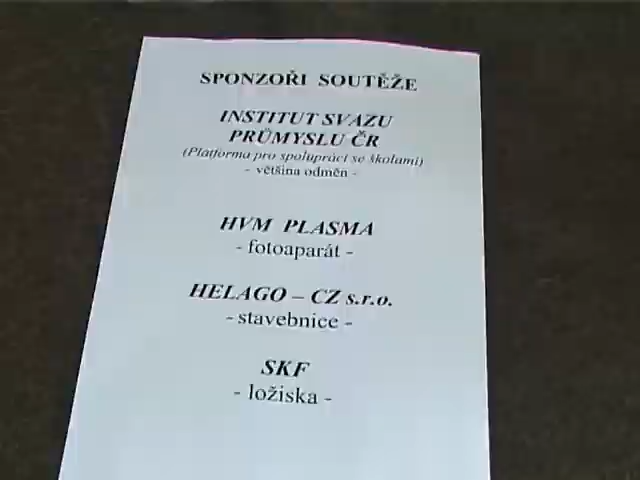 SPONZOŘI SOUTĚŽE
INSTITUT SVAZU
PRŮMYSLU ČR
(Platforma pro spolupráci se školami)
- většina odměn -
HVM PLASMA
- fotoaparát -
HELAGO – CZ s.r.o.
- stavebnice -
SKF
- ložiska -